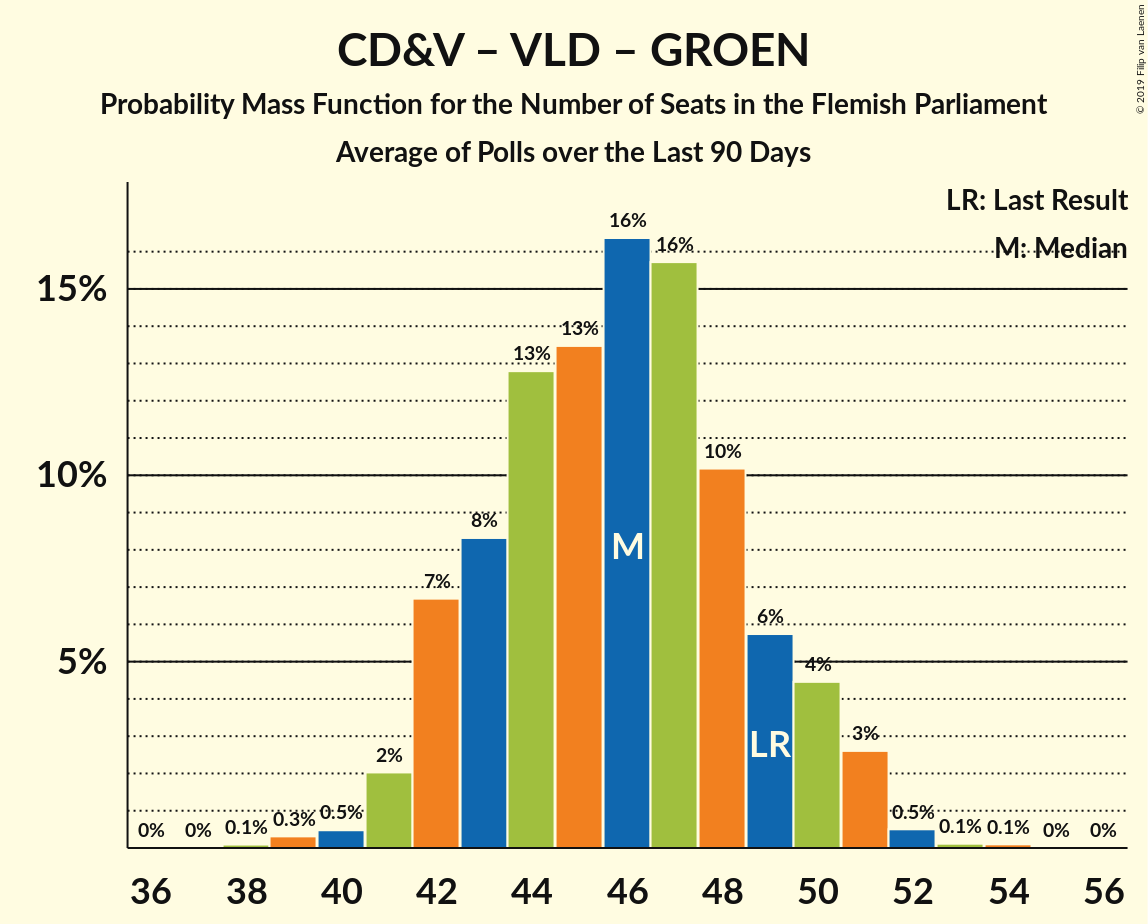 CD&V – VLD – GROEN
Probability Mass Function for the Number of Seats in the Flemish Parliament
Average of Polls over the Last 90 Days
© 2019 Filip van Laenen
LR: Last Result
M: Median
15%
10%
5%
0%
0%
0.1%
0.3%
0.5%
2%
7%
8%
13%
13%
16%
16%
10%
6%
4%
3%
0.5%
0.1%
0.1%
0%
0%
M
LR
36 38 40 42 44 46 48 50 52 54 56